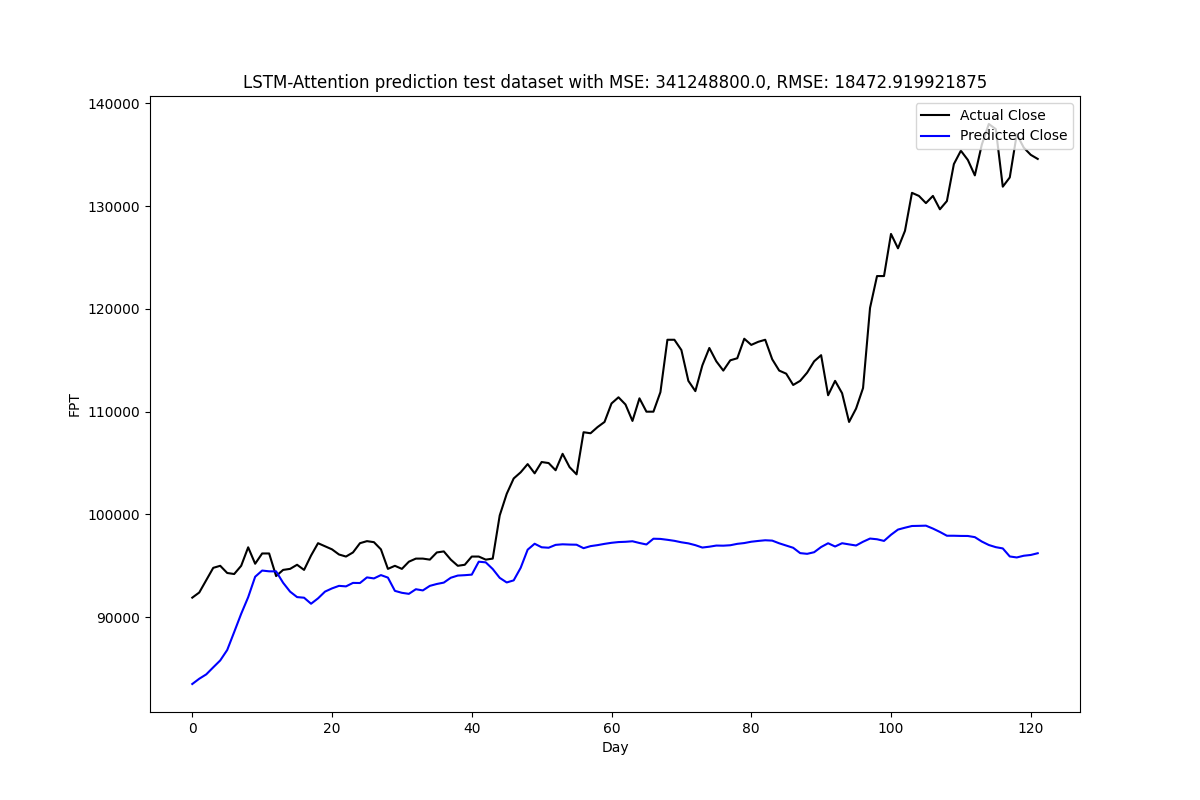 LSTM-Attention prediction test dataset with MSE: 341248800.0, RMSE: 18472.919921875
140000
130000
120000
110000
100000
90000
FPT
Actual Close
Predicted Close
0
20
40
60
80
100
120
Day